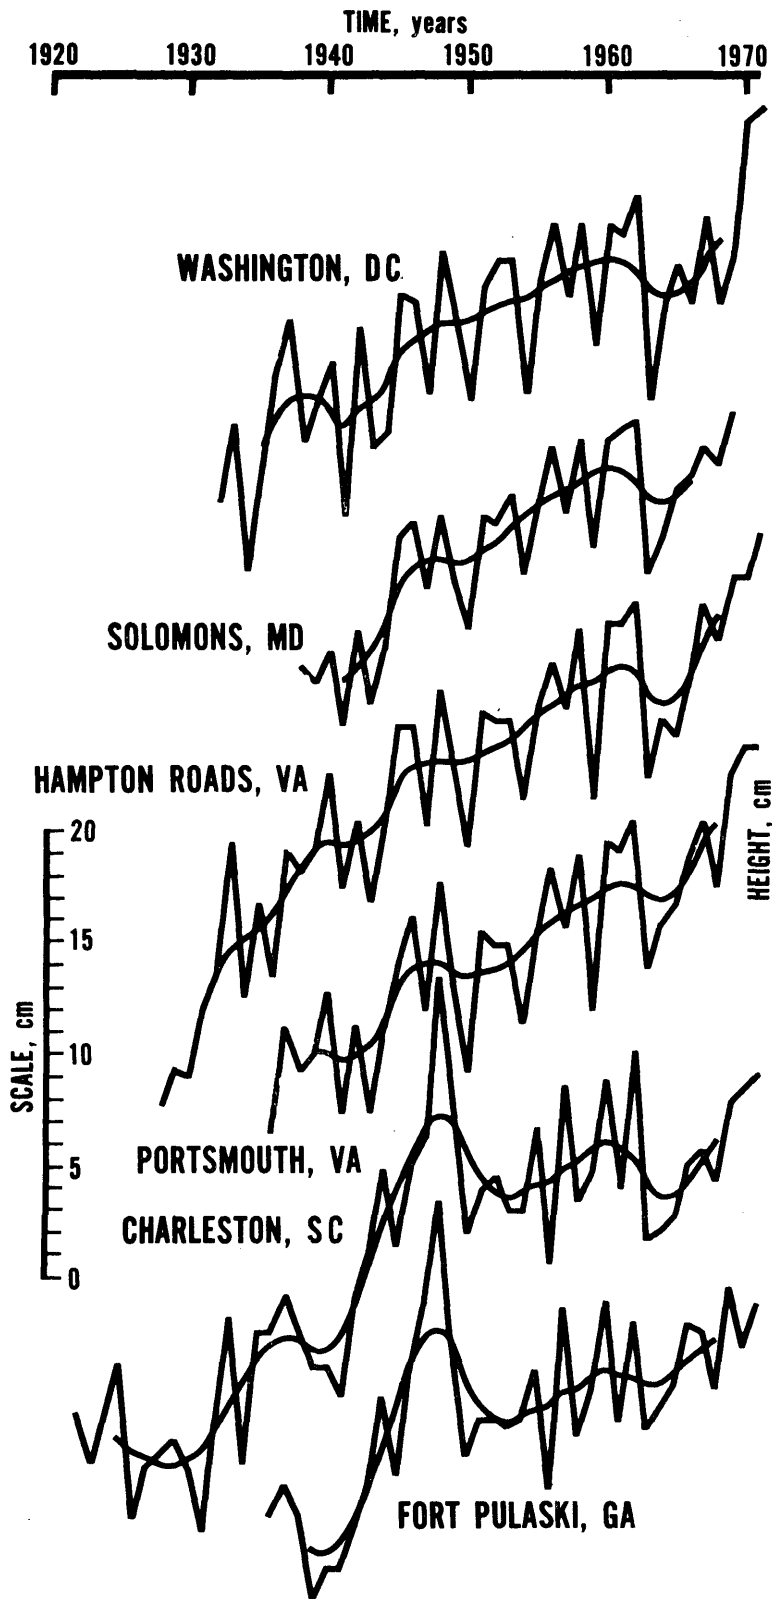 TIME, years
1920 1930 1940 1950 1960 1970
WASHINGTON, DC
SOLOMONS, MD
HAMPTON ROADS, VA
HEIGHT, cm
SCALE, cm
20
15
10
5
0
PORTSMOUTH, VA
CHARLESTON, SC
FORT PULASKI, GA